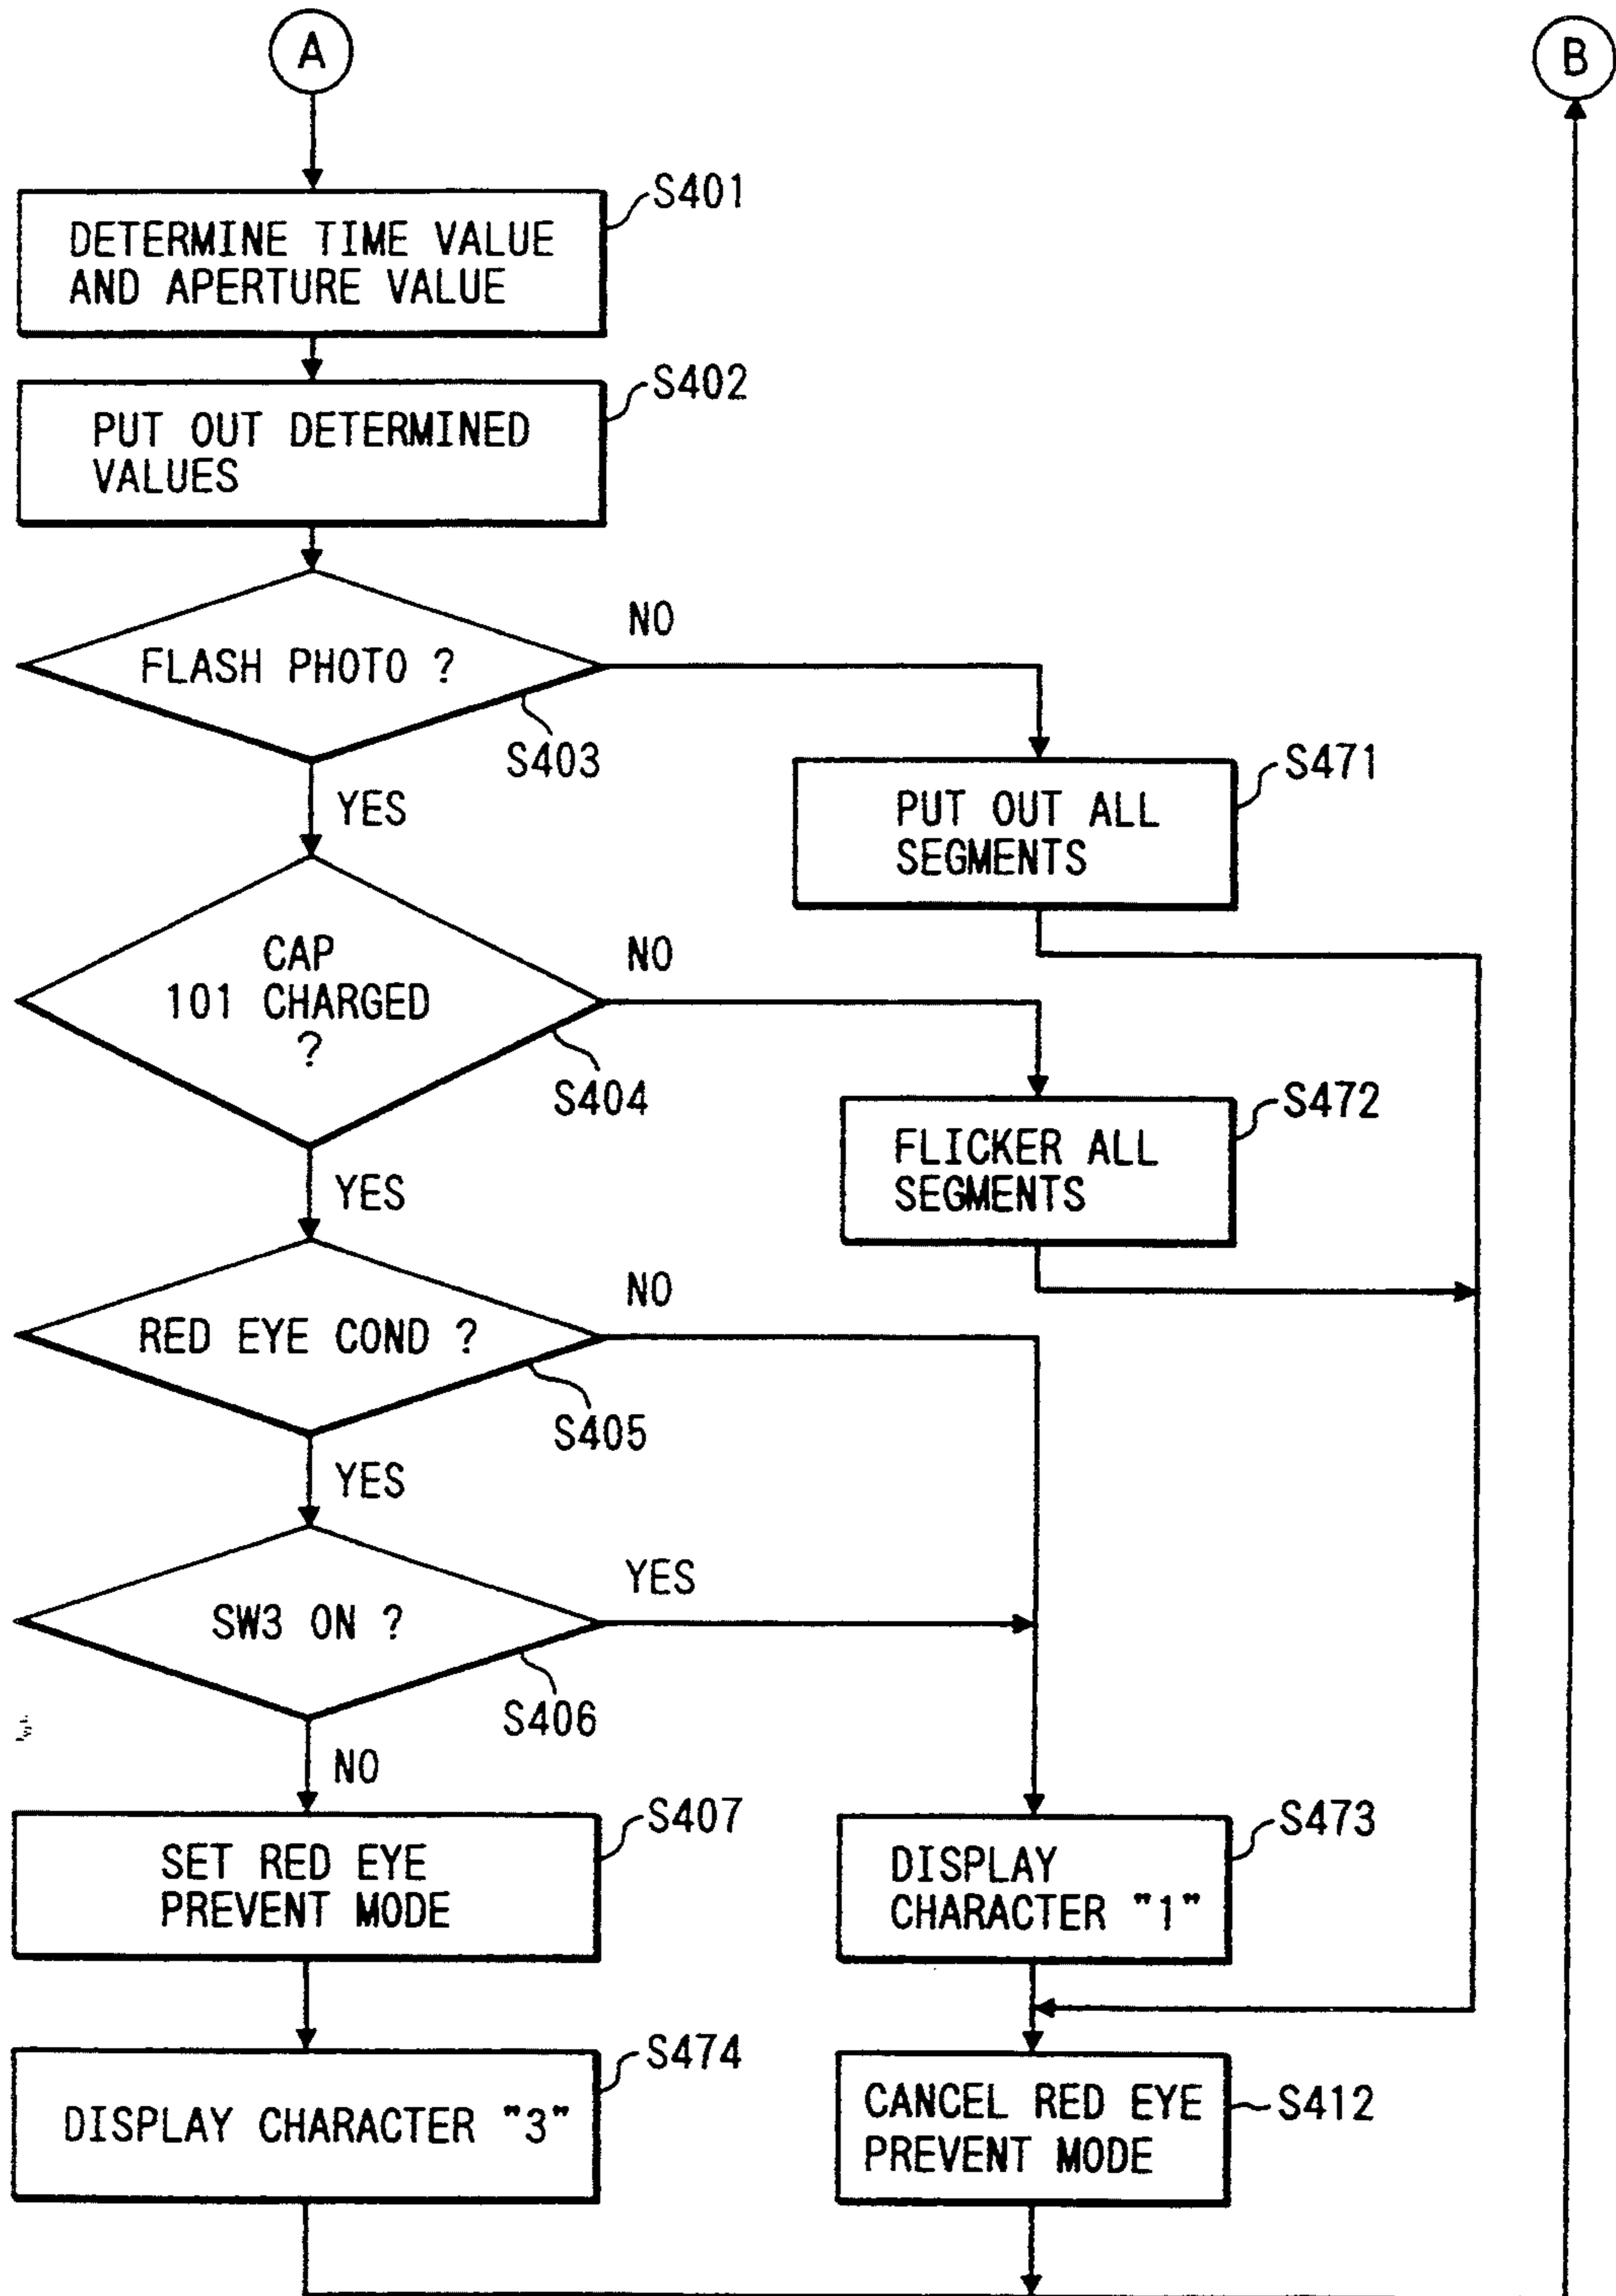 A
B
S401
DETERMINE TIME VALUE
AND APERTURE VALUE
S402
PUT OUT DETERMINED
VALUES
NO
FLASH PHOTO ?
S403
YES
S471
PUT OUT ALL
SEGMENTS
CAP
101 CHARGED
?
NO
S404
YES
S472
FLICKER ALL
SEGMENTS
NO
RED EYE COND ?
S405
YES
YES
SW3 ON ?
S406
NO
S407
SET RED EYE
PREVENT MODE
S473
DISPLAY
CHARACTER "1"
S474
DISPLAY CHARACTER "3"
CANCEL RED EYE
PREVENT MODE
S412